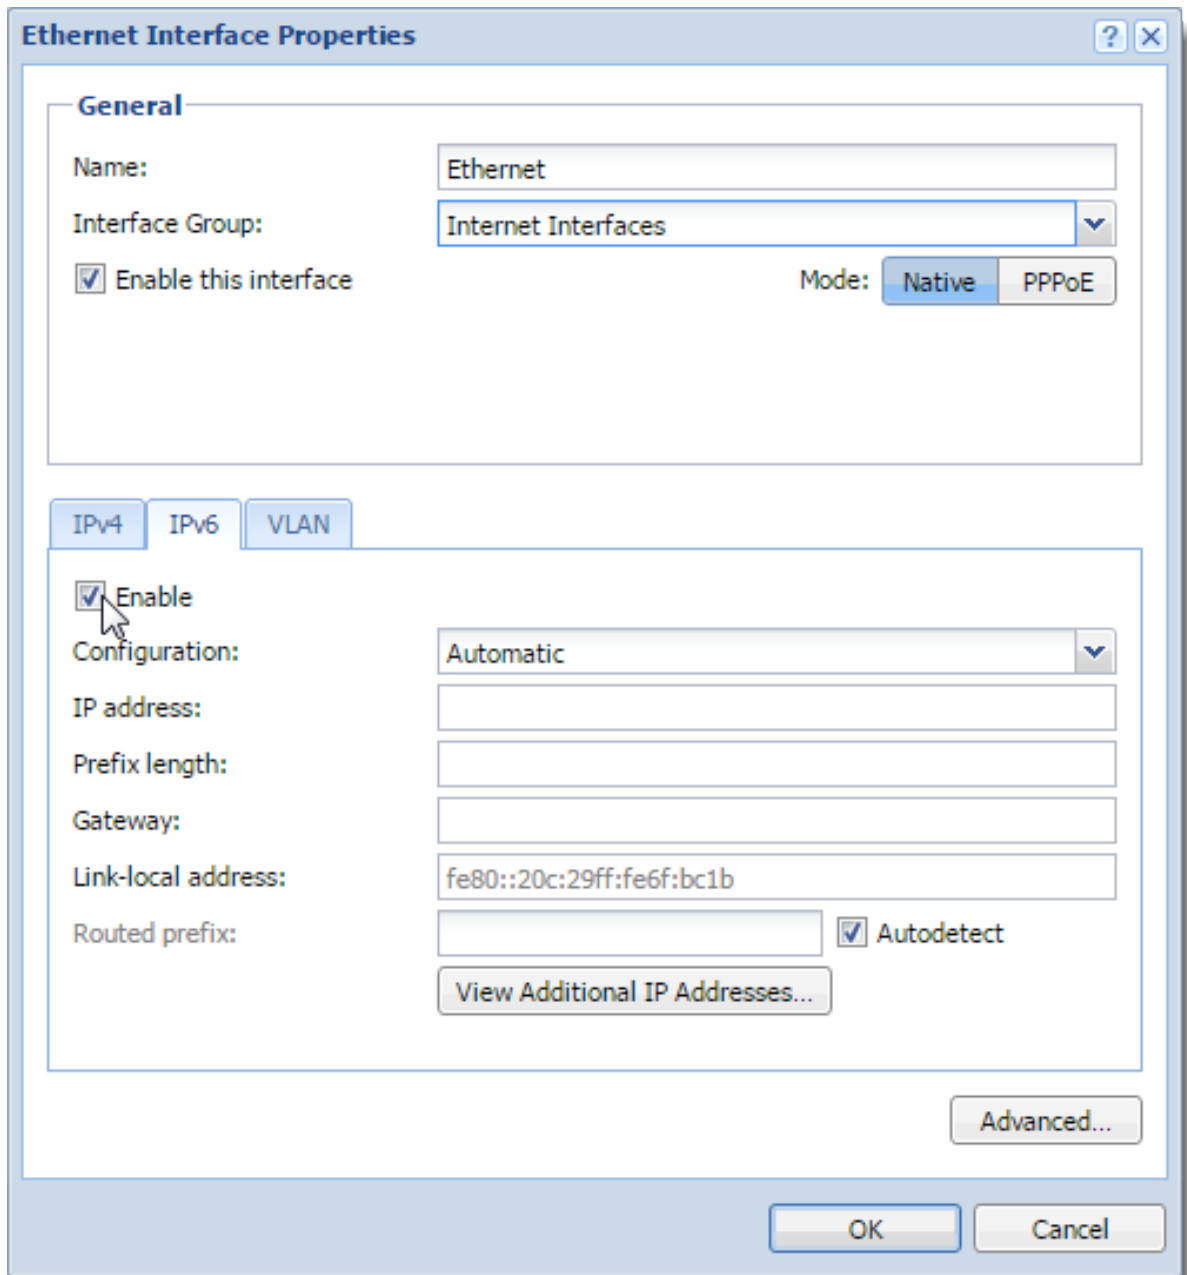 Ethernet Interface Properties
General
Name: Ethernet
Interface Group: Internet Interfaces
Enable this interface Mode: Native PPPoE
IPv4 IPv6 VLAN
Enable
Configuration: Automatic
IP address:
Prefix length:
Gateway:
Link-local address: fe80::20c:29ff:fe6f:bc1b
Routed prefix: Autodetect
View Additional IP Addresses...
Advanced...
OK Cancel